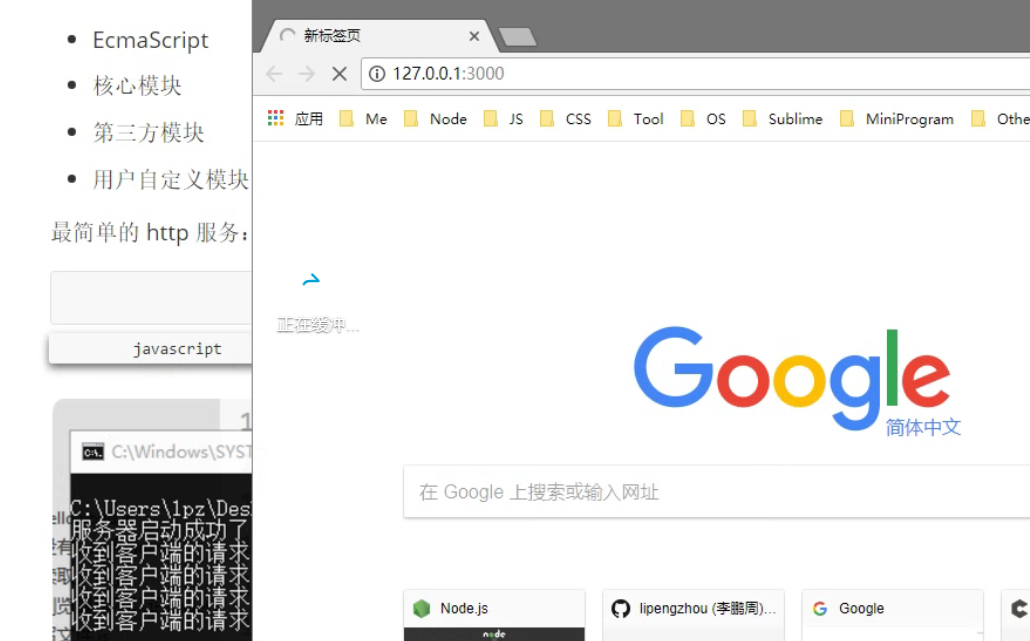 EcmaScript
核心模块
第三方模块
用户自定义模块
最简单的 http 服务：
javascript
1
C:\Windows\SYST
C:\Users\lpz\Des
服务器启动成功了
收到客户端的请求
收到客户端的请求
收到客户端的请求
收到客户端的请求
新标签页
127.0.0.1:3000
应用 Me Node JS CSS Tool OS Sublime MiniProgram Othe
正在缓冲...
Google
简体中文
在 Google 上搜索或输入网址
Node.js
lipengzhou (李鹏周)...
Google
node